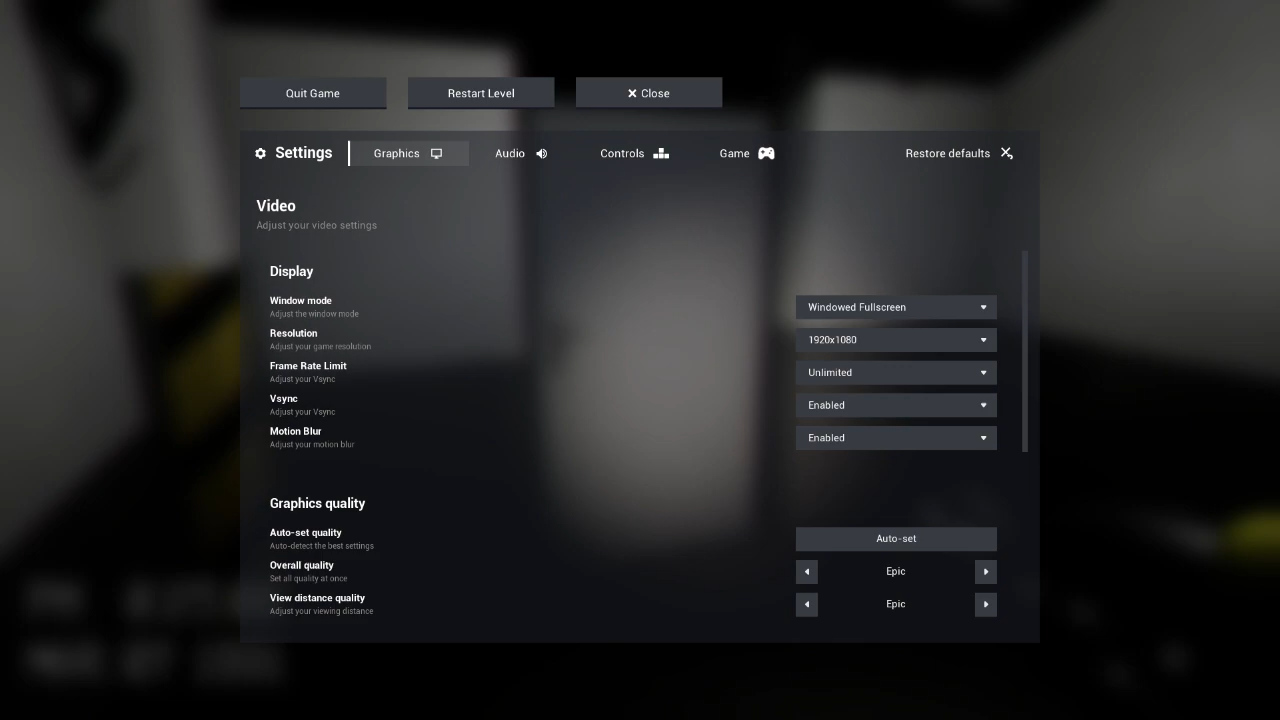 Quit Game
Restart Level
Close
Settings
Graphics
Audio
Controls
Game
Restore defaults
Video
Adjust your video settings
Display
Window mode
Adjust the window mode
Windowed Fullscreen
Resolution
Adjust your game resolution
1920x1080
Frame Rate Limit
Adjust your Vsync
Unlimited
Vsync
Adjust your Vsync
Enabled
Motion Blur
Adjust your motion blur
Enabled
Graphics quality
Auto-set quality
Auto-detect the best settings
Auto-set
Overall quality
Set all quality at once
Epic
View distance quality
Adjust your viewing distance
Epic